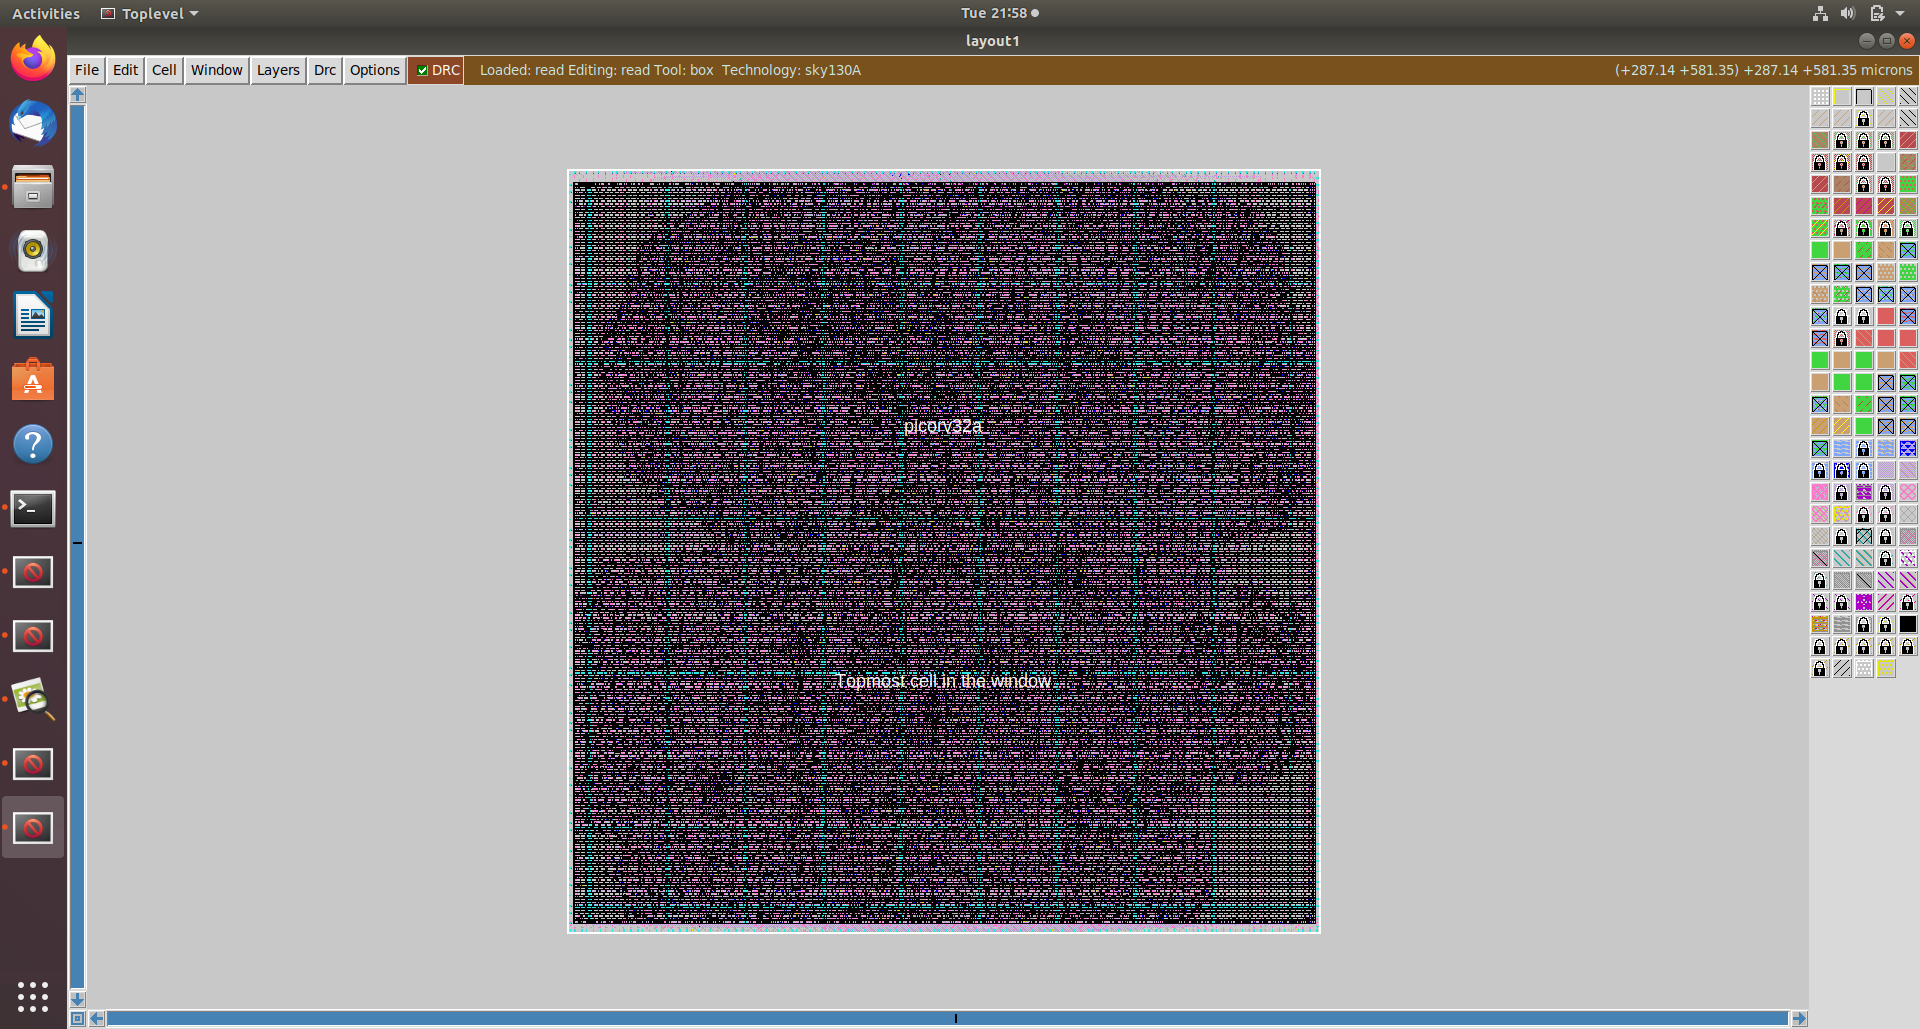 Activities Toplevel Tue 21:58
layout1
File Edit Cell Window Layers Drc Options DRC Loaded: read Editing: read Tool: box Technology: sky130A (+287.14 +581.35) +287.14 +581.35 microns
picorv32a
Topmost cell in the window